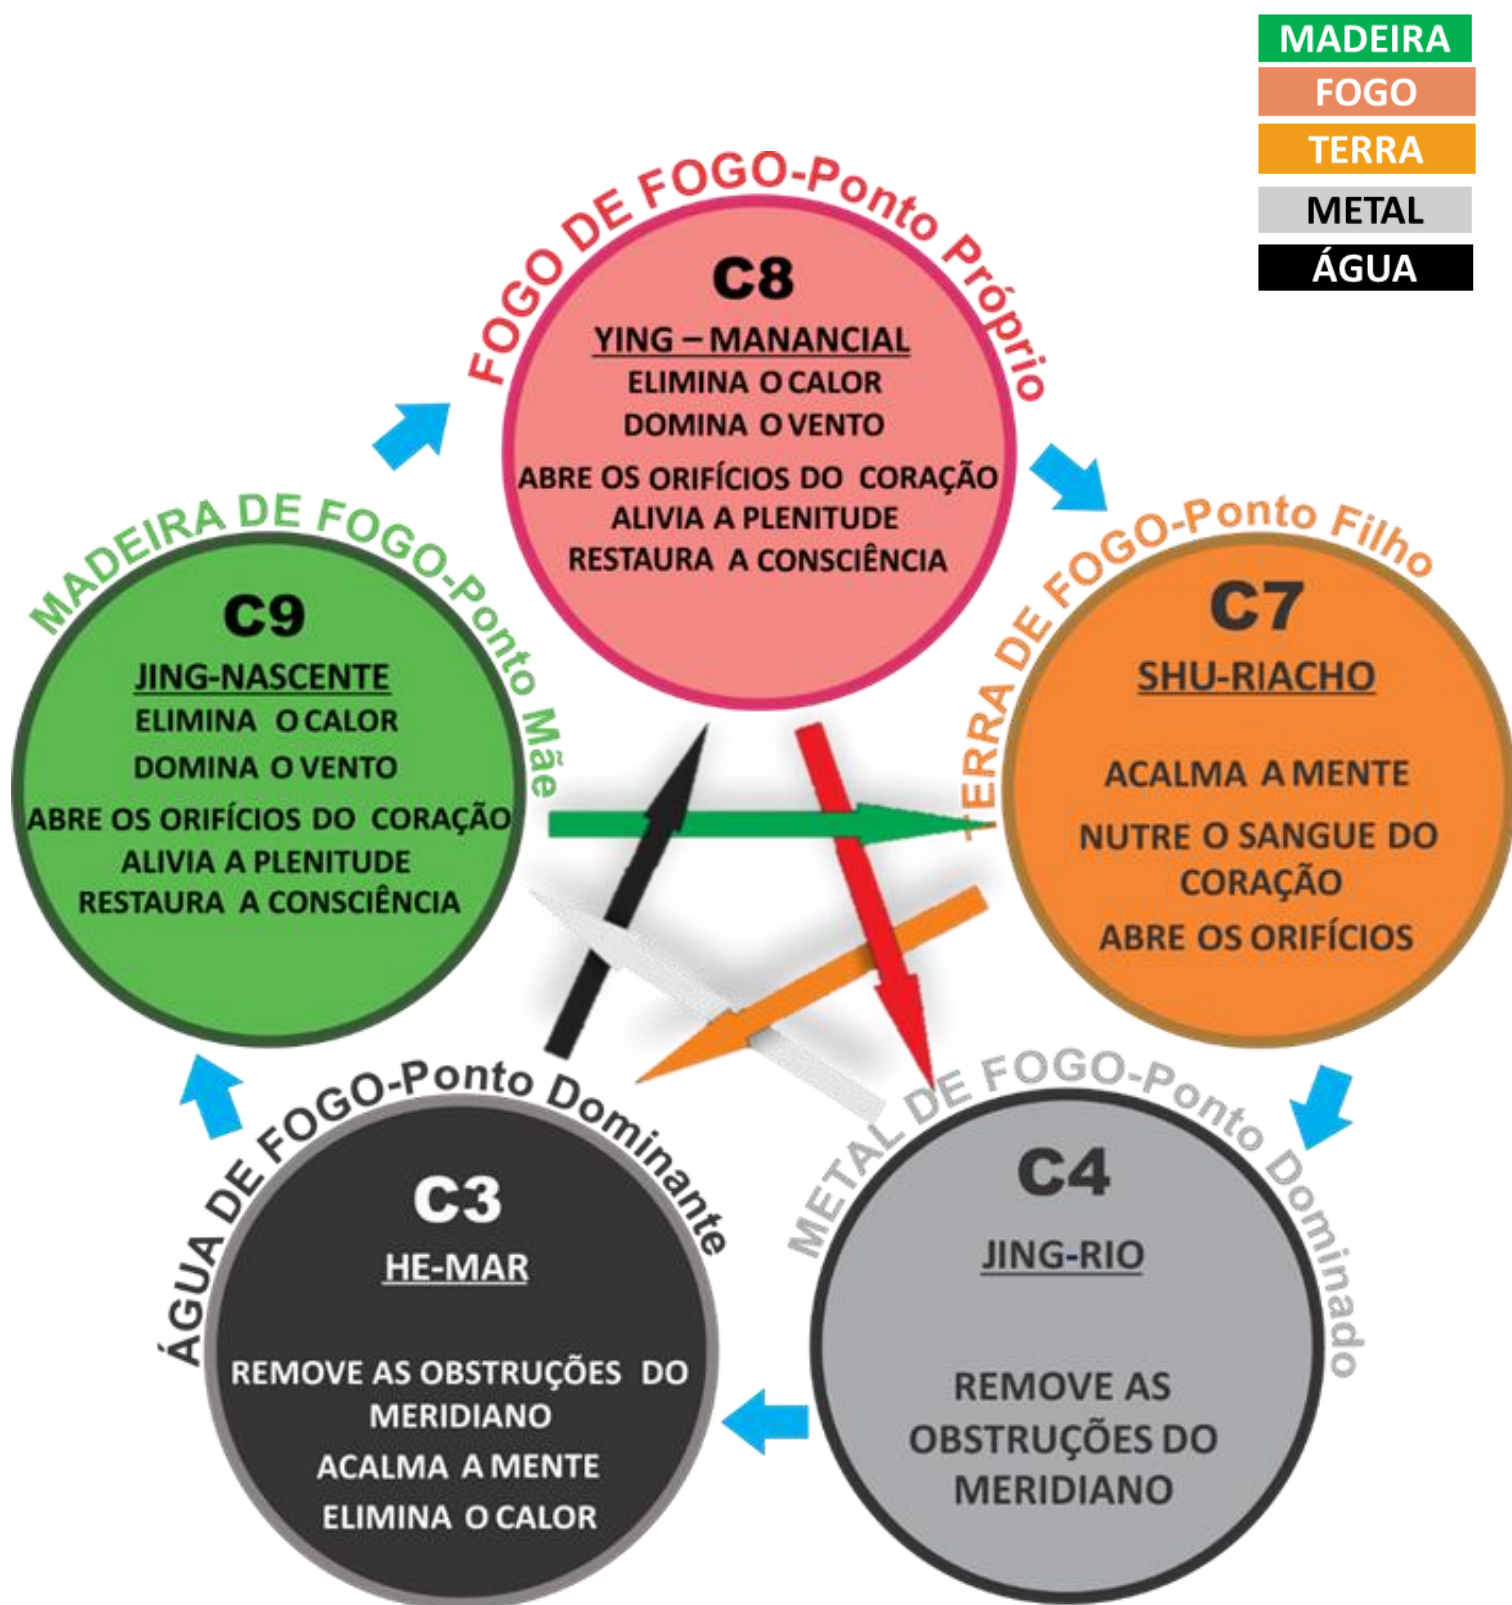 MADEIRA
FOGO
TERRA
METAL
ÁGUA
FOGO DE FOGO-Ponto Próprio
C8
YING – MANANCIAL
ELIMINA O CALOR
DOMINA O VENTO
ABRE OS ORIFÍCIOS DO CORAÇÃO
ALIVIA A PLENITUDE
RESTAURA A CONSCIÊNCIA
MADEIRA DE FOGO-Ponto Mãe
C9
JING-NASCENTE
ELIMINA O CALOR
DOMINA O VENTO
ABRE OS ORIFÍCIOS DO CORAÇÃO
ALIVIA A PLENITUDE
RESTAURA A CONSCIÊNCIA
TERRA DE FOGO-Ponto Filho
C7
SHU-RIACHO
ACALMA A MENTE
NUTRE O SANGUE DO
CORAÇÃO
ABRE OS ORIFÍCIOS
ÁGUA DE FOGO-Ponto Dominante
C3
HE-MAR
REMOVE AS OBSTRUÇÕES DO
MERIDIANO
ACALMA A MENTE
ELIMINA O CALOR
METAL DE FOGO-Ponto Dominado
C4
JING-RIO
REMOVE AS
OBSTRUÇÕES DO
MERIDIANO